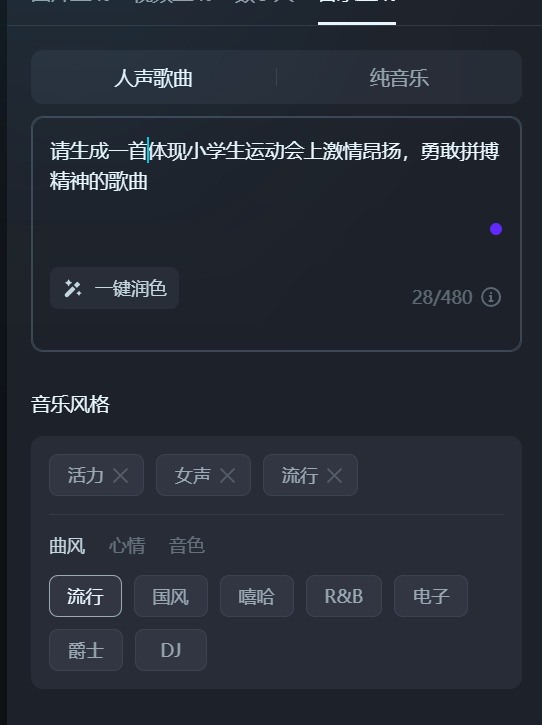 人声歌曲
纯音乐
请生成一首体现小学生运动会上激情昂扬，勇敢拼搏
精神的歌曲
一键润色
28/480
音乐风格
活力 女声 流行
曲风 心情 音色
流行 国风 嘻哈 R&B 电子
爵士 DJ